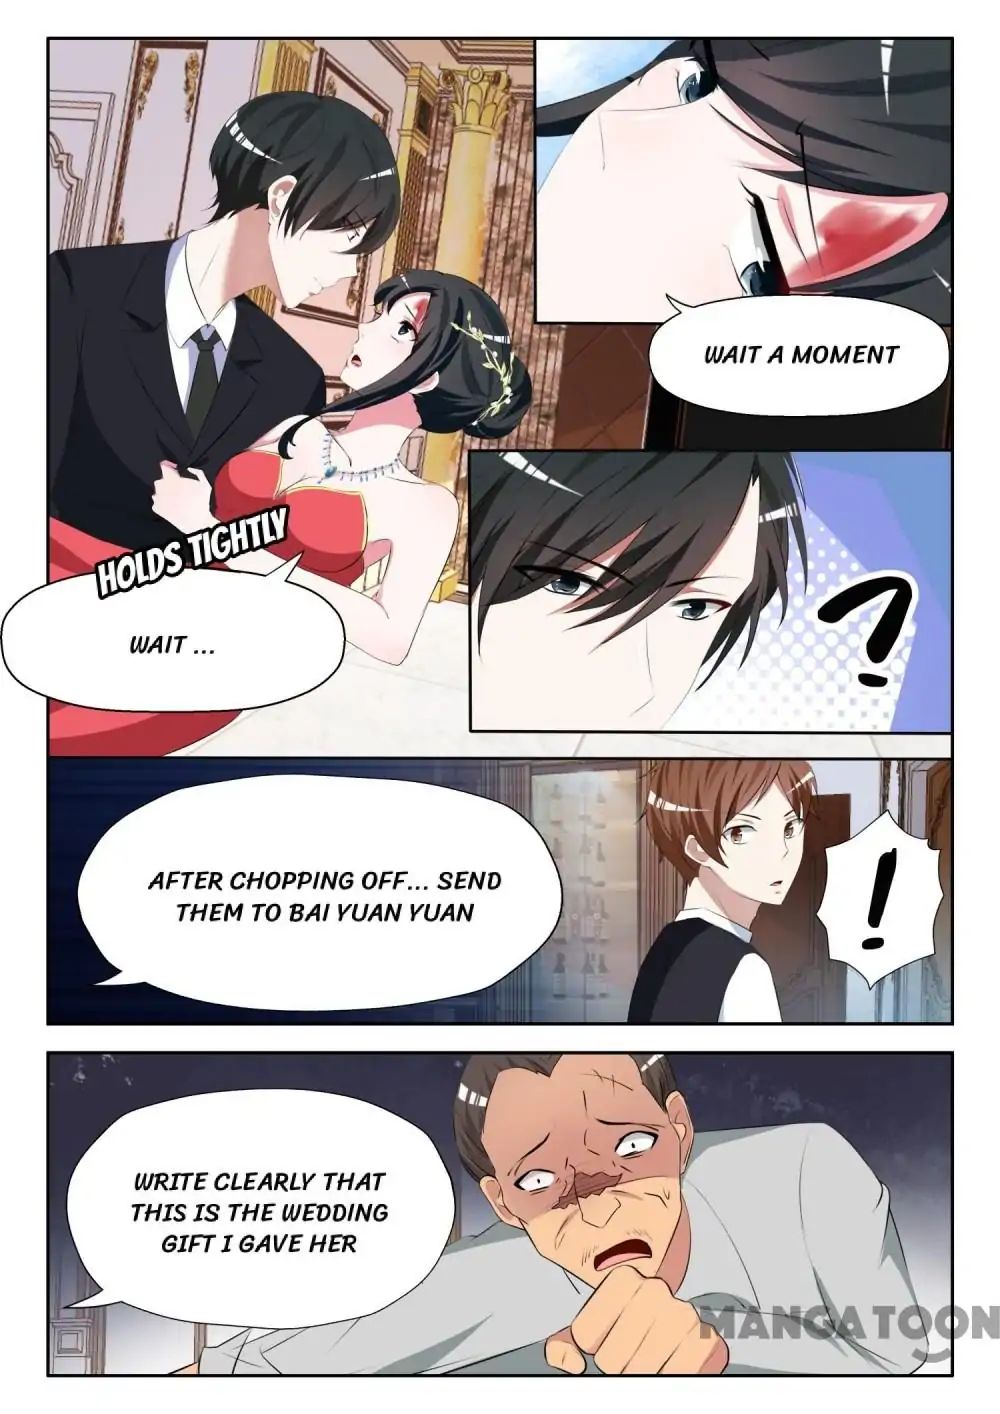 HOLDS TIGHTLY
WAIT ...
WAIT A MOMENT
?
AFTER CHOPPING OFF... SEND
THEM TO BAI YUAN YUAN
!
WRITE CLEARLY THAT
THIS IS THE WEDDING
GIFT I GAVE HER
MANGATOON